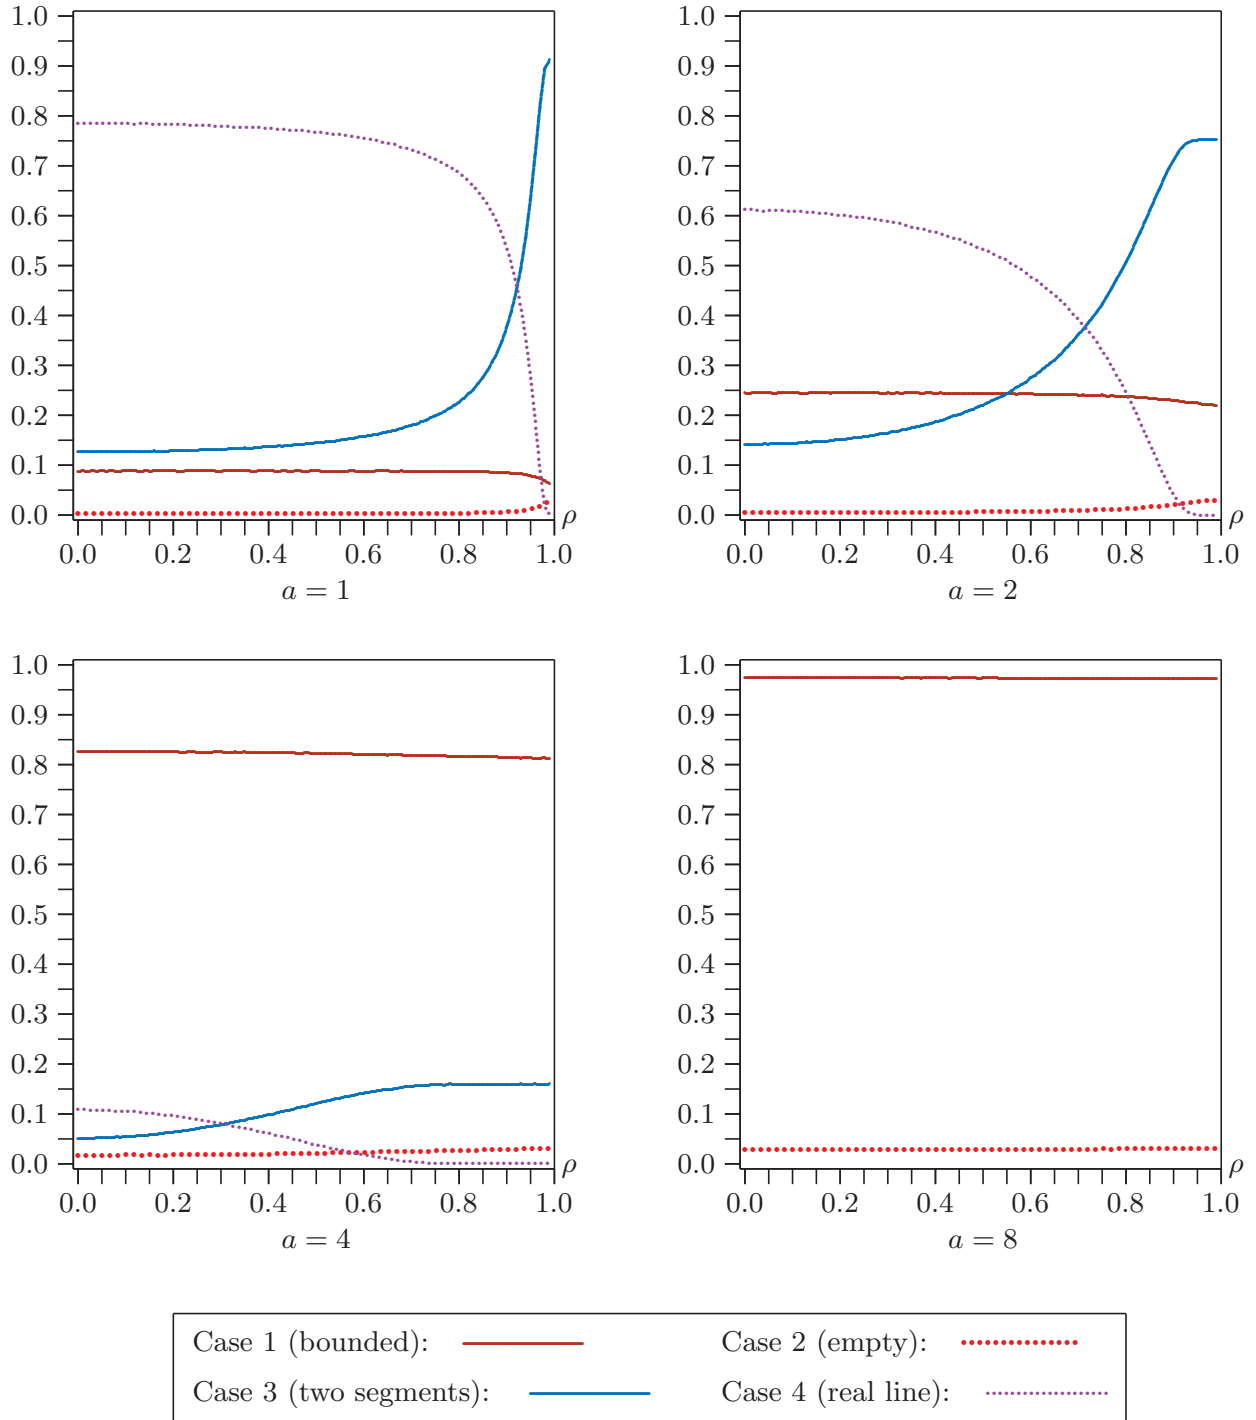 1.0
0.9
0.8
0.7
0.6
0.5
0.4
0.3
0.2
0.1
0.0
0.0 0.2 0.4 0.6 0.8 1.0
ρ
a = 1
1.0
0.9
0.8
0.7
0.6
0.5
0.4
0.3
0.2
0.1
0.0
0.0 0.2 0.4 0.6 0.8 1.0
ρ
a = 2
1.0
0.9
0.8
0.7
0.6
0.5
0.4
0.3
0.2
0.1
0.0
0.0 0.2 0.4 0.6 0.8 1.0
ρ
a = 4
1.0
0.9
0.8
0.7
0.6
0.5
0.4
0.3
0.2
0.1
0.0
0.0 0.2 0.4 0.6 0.8 1.0
ρ
a = 8
Case 1 (bounded):
Case 2 (empty):
Case 3 (two segments):
Case 4 (real line):